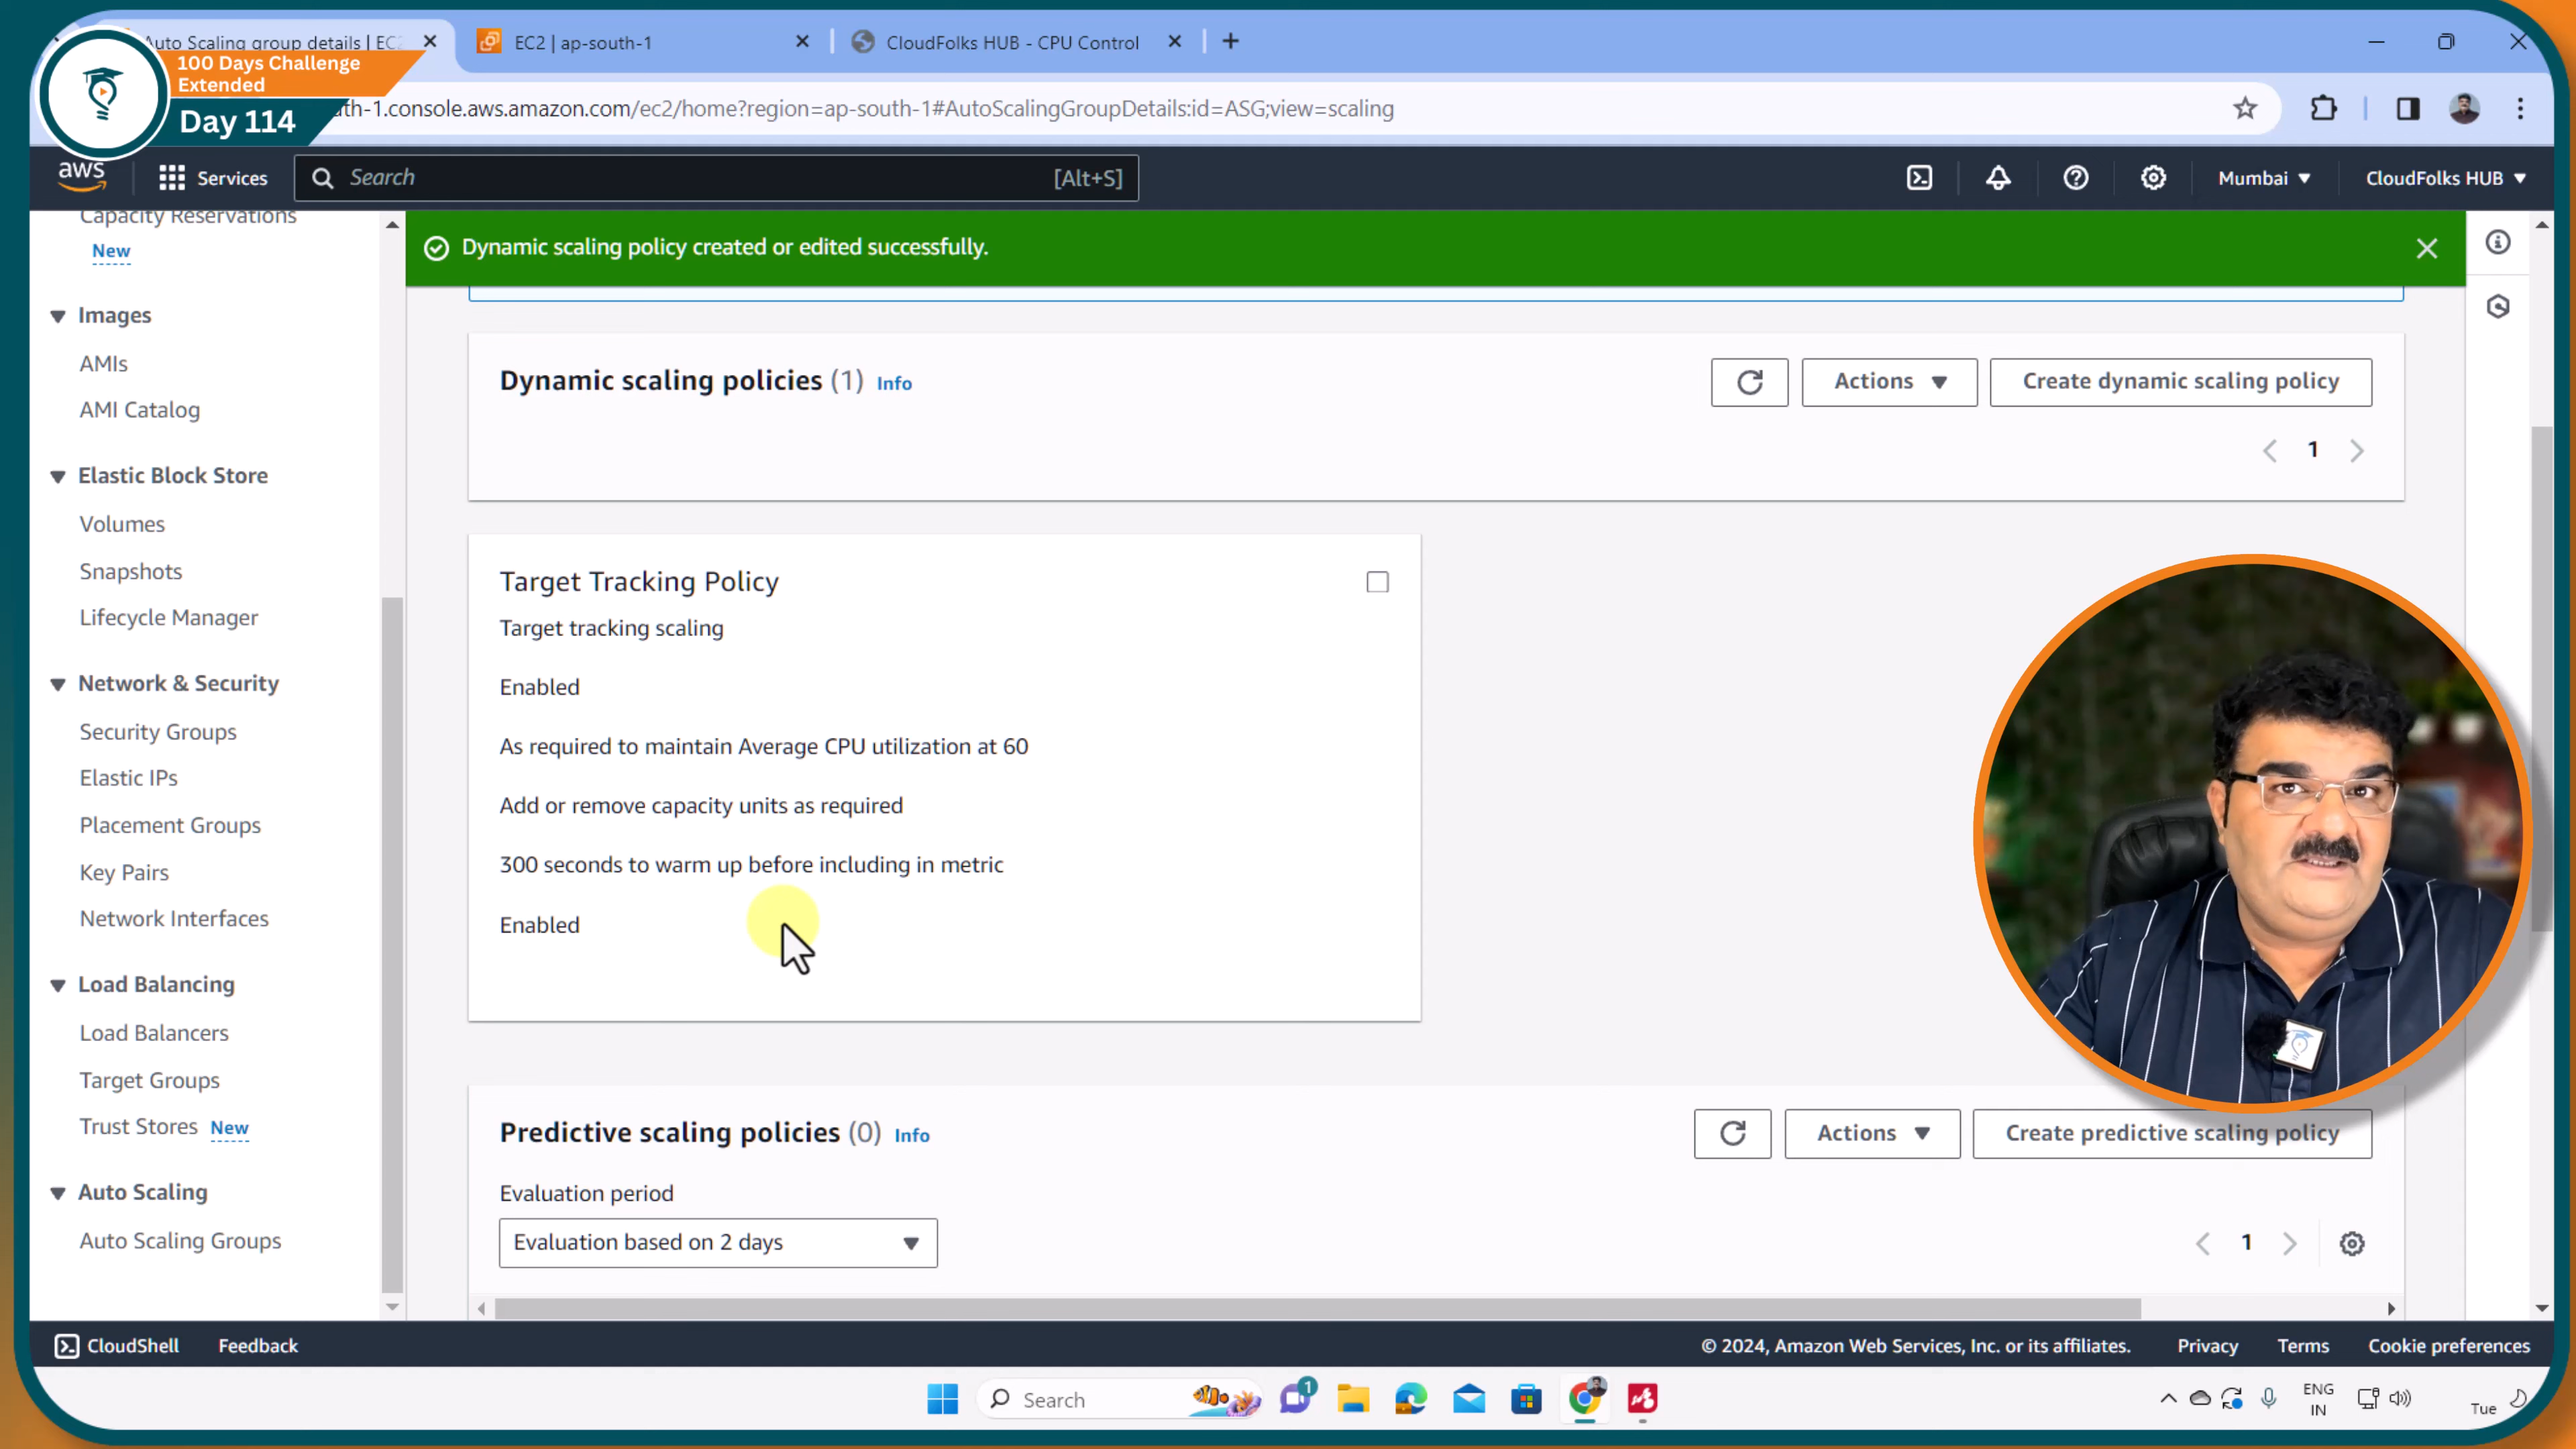 Auto Scaling group details | EC2
EC2 | ap-south-1
CloudFolks HUB - CPU Control
100 Days Challenge
Extended
Day 114
th-1.console.aws.amazon.com/ec2/home?region=ap-south-1#AutoScalingGroupDetails:id=ASG;view=scaling
aws
Services
Search
[Alt+S]
Mumbai
CloudFolks HUB
Capacity Reservations
New
Images
AMIs
AMI Catalog
Elastic Block Store
Volumes
Snapshots
Lifecycle Manager
Network & Security
Security Groups
Elastic IPs
Placement Groups
Key Pairs
Network Interfaces
Load Balancing
Load Balancers
Target Groups
Trust Stores New
Auto Scaling
Auto Scaling Groups
Dynamic scaling policy created or edited successfully.
Dynamic scaling policies (1) Info
Actions
Create dynamic scaling policy
1
Target Tracking Policy
Target tracking scaling
Enabled
As required to maintain Average CPU utilization at 60
Add or remove capacity units as required
300 seconds to warm up before including in metric
Enabled
Predictive scaling policies (0) Info
Actions
Create predictive scaling policy
Evaluation period
Evaluation based on 2 days
1
CloudShell
Feedback
© 2024, Amazon Web Services, Inc. or its affiliates.
Privacy
Terms
Cookie preferences
Search
1
ENG
IN
Tue